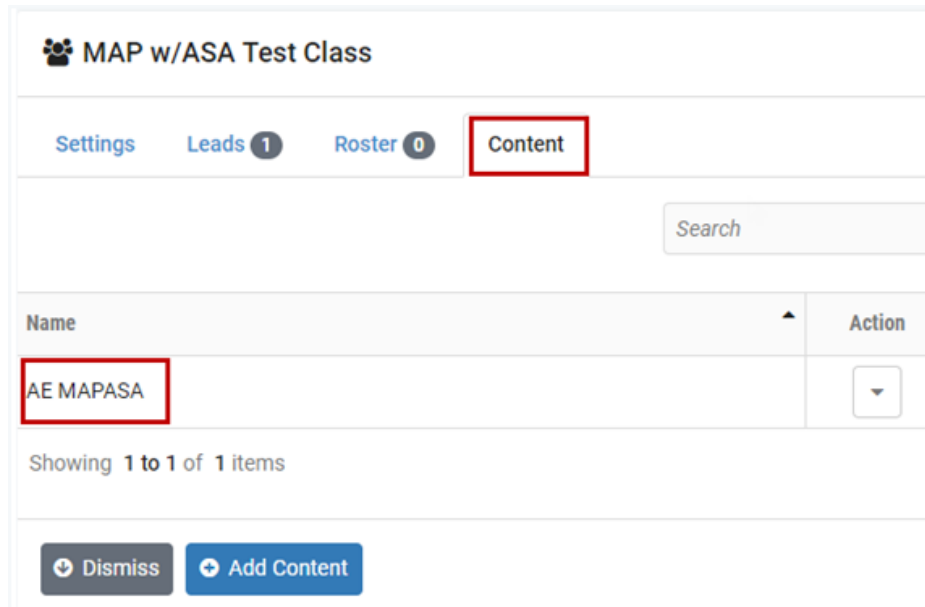 MAP w/ASA Test Class
Settings Leads 1 Roster 0 Content
Search
Name Action
AE MAPASA
Showing 1 to 1 of 1 items
Dismiss Add Content